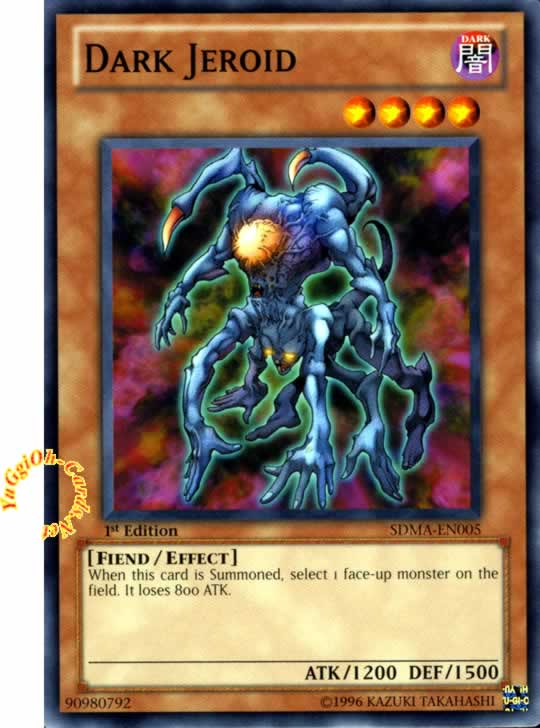 DARK JEROID
DARK
闇
YuGgiOh-Cards.Net
1st Edition
SDMA-EN005
[FIEND / EFFECT]
When this card is Summoned, select 1 face-up monster on the
field. It loses 800 ATK.
ATK/1200 DEF/1500
90980792
©1996 KAZUKI TAKAHASHI